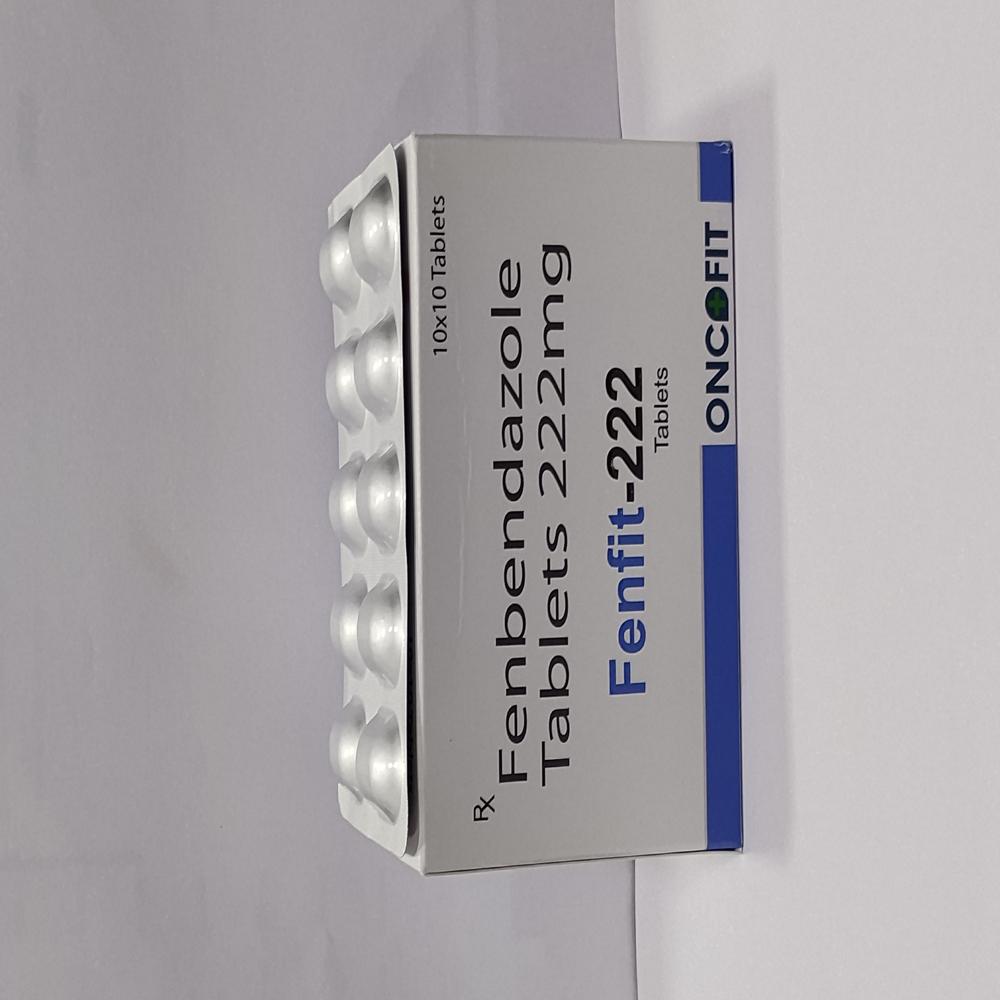 10x10 Tablets
Rx
Fenbendazole
Tablets 222mg
Fenfit-222
Tablets
ONCOFIT